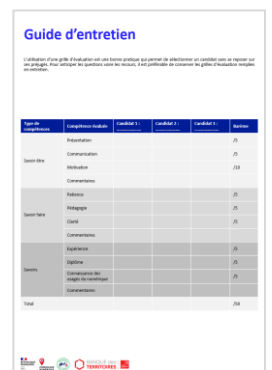 Guide d'entretien
L'utilisation d'une grille d'évaluation est une bonne pratique qui permet de sélectionner un candidat sans se reposer sur
ses préjugés. Pour anticiper les questions voire les recours, il est préférable de conserver les grilles d'évaluation remplies
en entretien.
Type de compétences Compétence évaluée Candidat 1 : Candidat 2 : Candidat 3 : Barème
Savoir-être
Présentation /5
Communication /5
Motivation /10
Commentaires
Savoir-faire
Patience /5
Pédagogie /5
Clarté /5
Commentaires
Savoirs
Expérience /5
Diplôme /5
Connaissance des
usages du numérique /5
Commentaires
Total /50
BANQUE des
TERRITOIRES